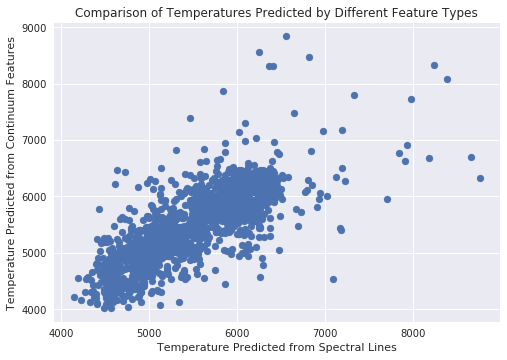 Comparison of Temperatures Predicted by Different Feature Types
Temperature Predicted from Continuum Features
9000
8000
7000
6000
5000
4000
4000 5000 6000 7000 8000
Temperature Predicted from Spectral Lines